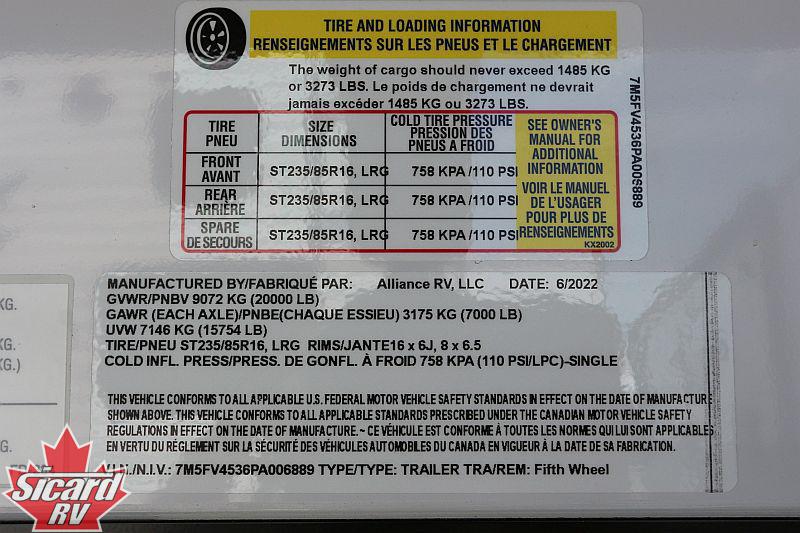 TIRE AND LOADING INFORMATION
RENSEIGNEMENTS SUR LES PNEUS ET LE CHARGEMENT
The weight of cargo should never exceed 1485 KG
or 3273 LBS. Le poids de chargement ne devrait
jamais excéder 1485 KG ou 3273 LBS.
7M5FV4536PA006889
TIRE SIZE COLD TIRE PRESSURE
PNEU DIMENSIONS PRESSION DES
PNEUS A FROID
FRONT
AVANT ST235/85R16, LRG 758 KPA /110 PSI
REAR
ARRIÈRE ST235/85R16, LRG 758 KPA /110 PSI
SPARE
DE SECOURS ST235/85R16, LRG 758 KPA /110 PSI
SEE OWNER'S
MANUAL FOR
ADDITIONAL
INFORMATION
VOIR LE MANUEL
DE L'USAGER
POUR PLUS DE
RENSEIGNEMENTS
KX2002
MANUFACTURED BY/FABRIQUÉ PAR: Alliance RV, LLC DATE: 6/2022
GVWR/PNBV 9072 KG (20000 LB)
GAWR (EACH AXLE)/PNBE(CHAQUE ESSIEU) 3175 KG (7000 LB)
UVW 7146 KG (15754 LB)
TIRE/PNEU ST235/85R16, LRG RIMS/JANTE16 x 6J, 8 x 6.5
COLD INFL. PRESS/PRESS. DE GONFL. À FROID 758 KPA (110 PSI/LPC)-SINGLE
THIS VEHICLE CONFORMS TO ALL APPLICABLE U.S. FEDERAL MOTOR VEHICLE SAFETY STANDARDS IN EFFECT ON THE DATE OF MANUFACTURE
SHOWN ABOVE. THIS VEHICLE CONFORMS TO ALL APPLICABLE STANDARDS PRESCRIBED UNDER THE CANADIAN MOTOR VEHICLE SAFETY
REGULATIONS IN EFFECT ON THE DATE OF MANUFACTURE. ~ CE VÉHICULE EST CONFORME À TOUTES LES NORMES QUI LUI SONT APPLICABLES
EN VERTU DU RÉGLEMENT SUR LA SÉCURITÉ DES VÉHICULES AUTOMOBILES DU CANADA EN VIGUEUR À LA DATE DE SA FABRICATION.
V.I.N./N.I.V.: 7M5FV4536PA006889 TYPE/TYPE: TRAILER TRA/REM: Fifth Wheel
KG.
KG)
KG.)
KG.
Sicard
RV